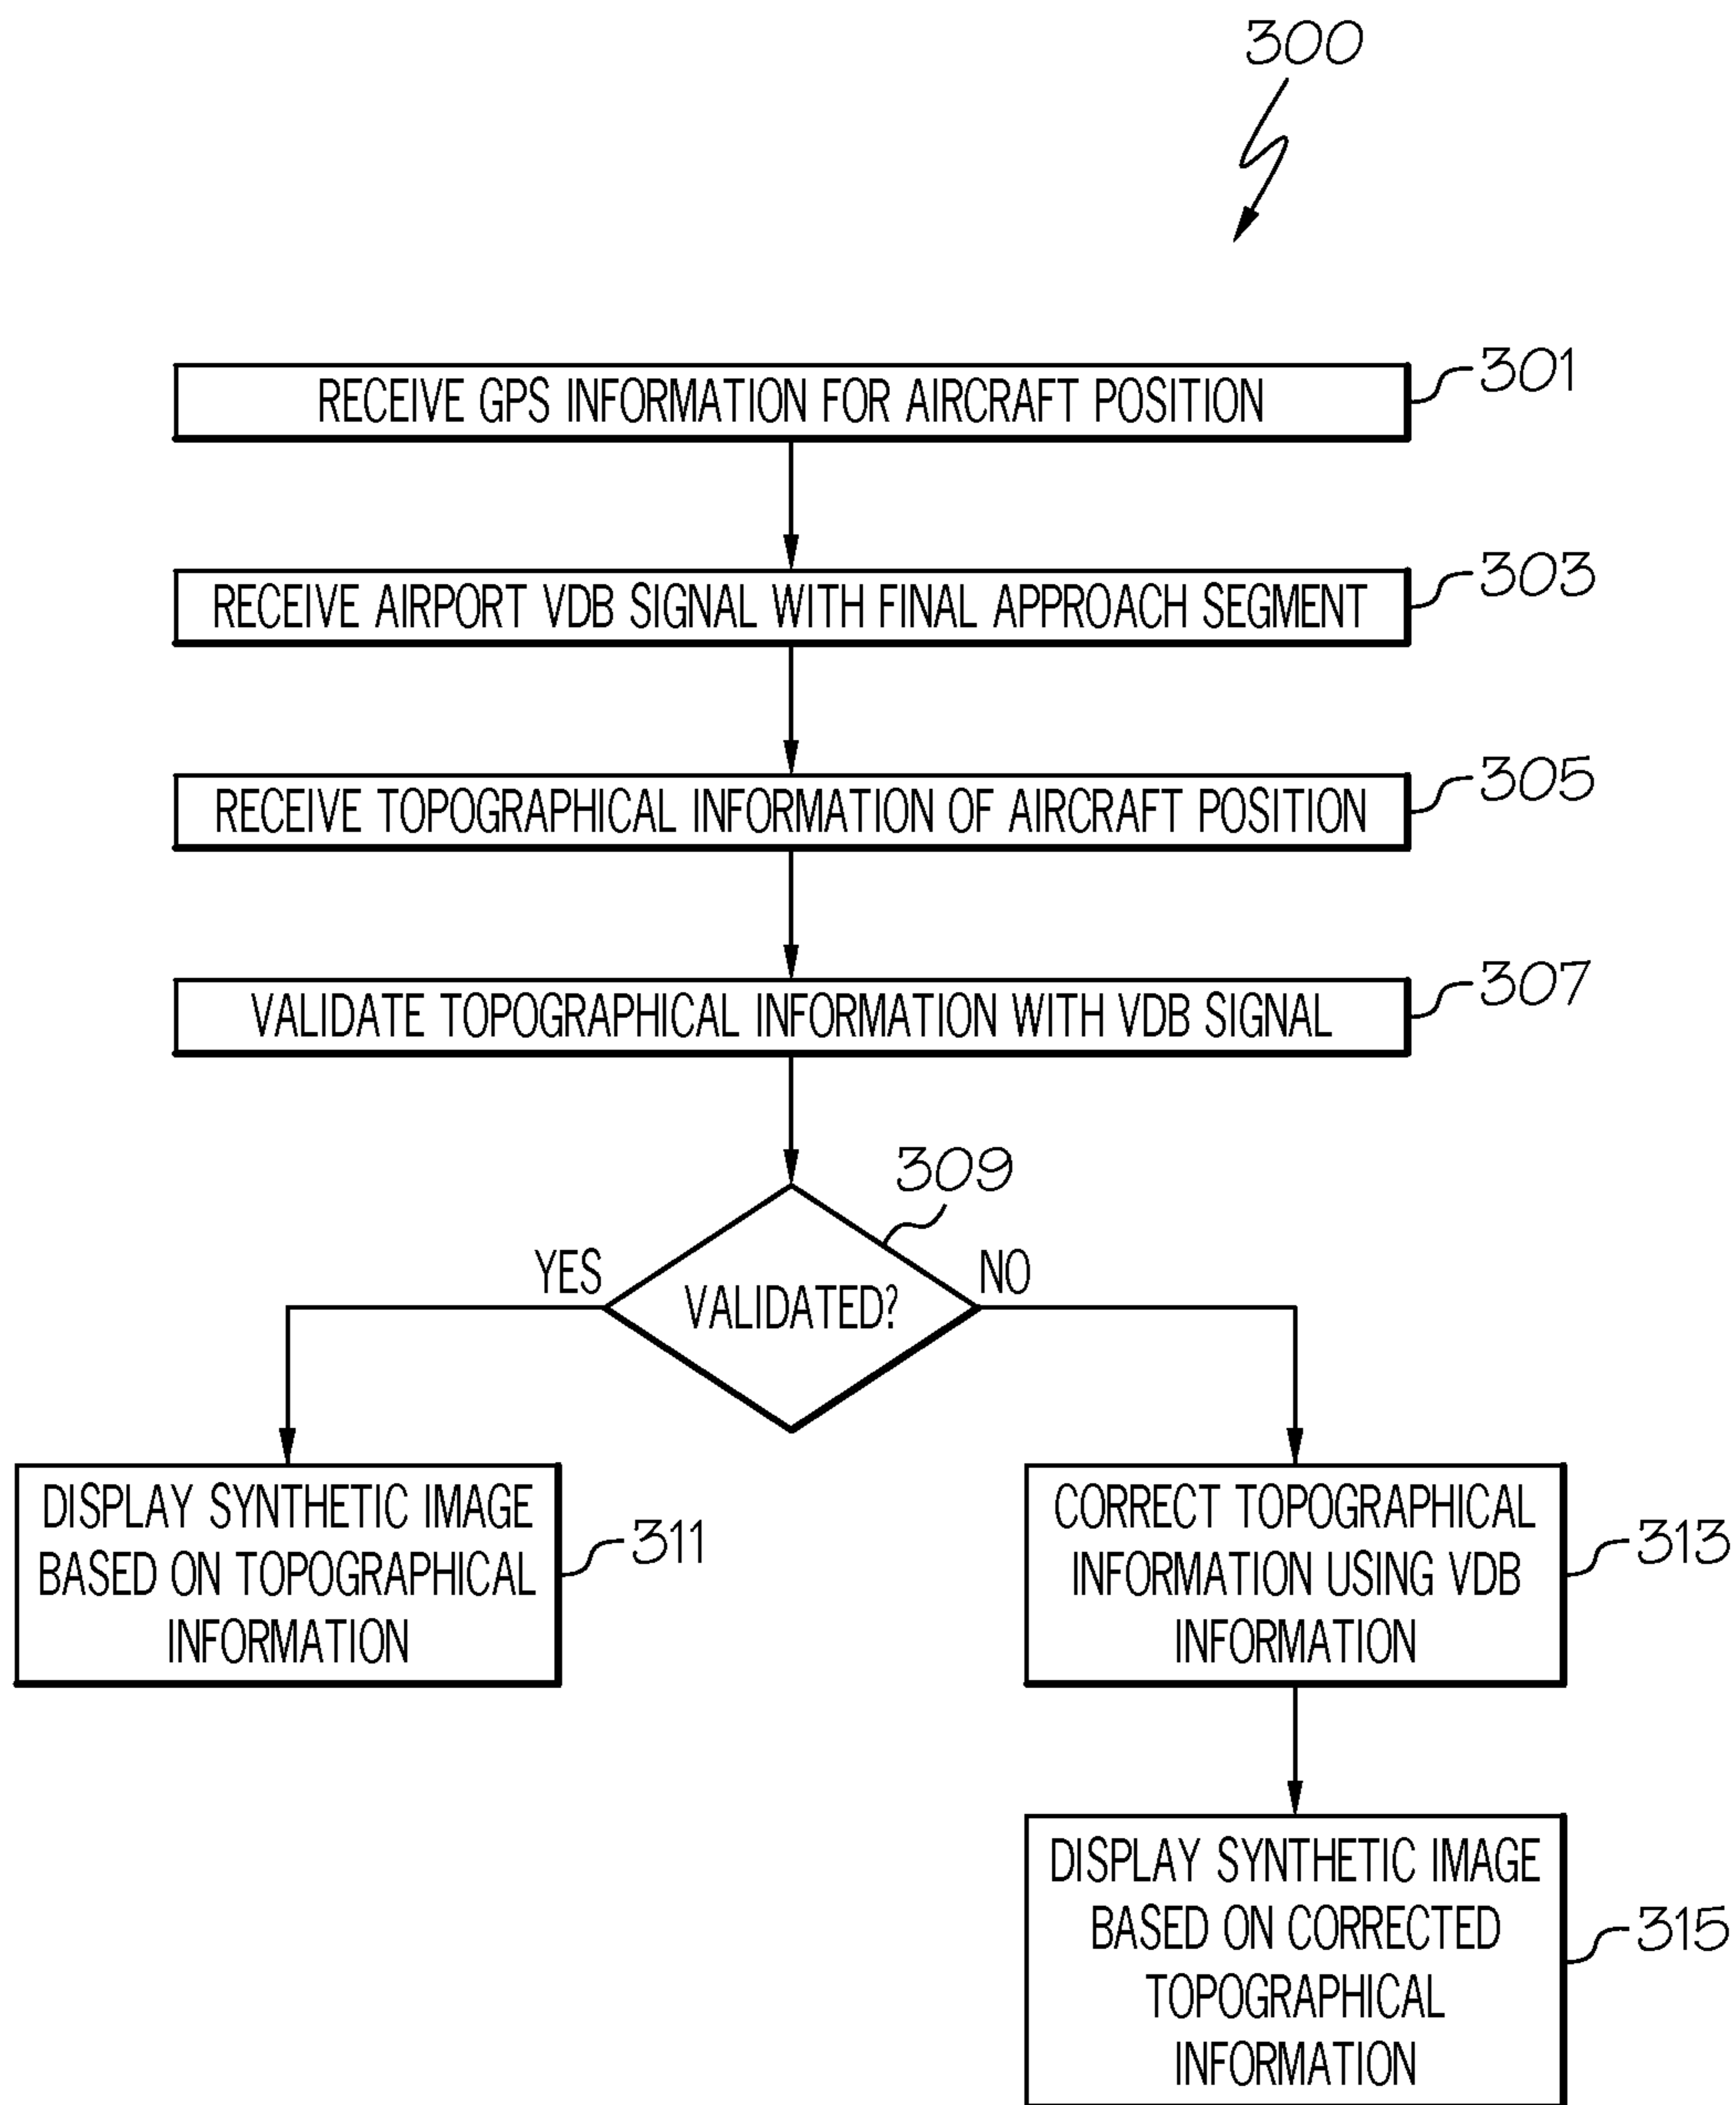 300
RECEIVE GPS INFORMATION FOR AIRCRAFT POSITION
301
RECEIVE AIRPORT VDB SIGNAL WITH FINAL APPROACH SEGMENT
303
RECEIVE TOPOGRAPHICAL INFORMATION OF AIRCRAFT POSITION
305
VALIDATE TOPOGRAPHICAL INFORMATION WITH VDB SIGNAL
307
309
YES
VALIDATED?
NO
DISPLAY SYNTHETIC IMAGE
BASED ON TOPOGRAPHICAL
INFORMATION
311
CORRECT TOPOGRAPHICAL
INFORMATION USING VDB
INFORMATION
313
DISPLAY SYNTHETIC IMAGE
BASED ON CORRECTED
TOPOGRAPHICAL
INFORMATION
315